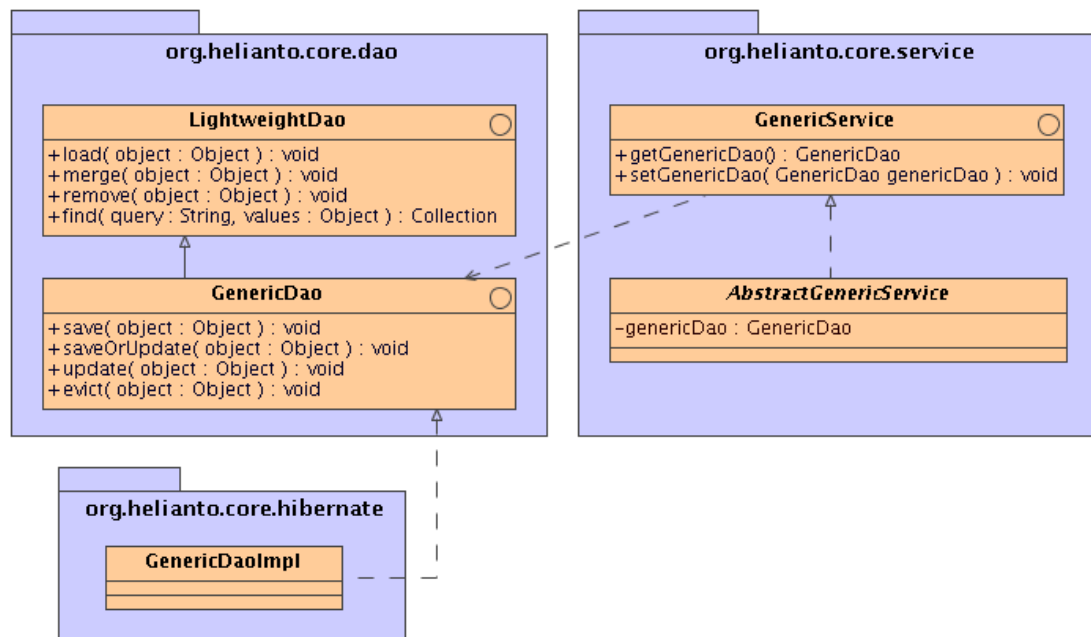 org.helianto.core.dao
LightweightDao
+load( object : Object ) : void
+merge( object : Object ) : void
+remove( object : Object ) : void
+find( query : String, values : Object ) : Collection
GenericDao
+save( object : Object ) : void
+saveOrUpdate( object : Object ) : void
+update( object : Object ) : void
+evict( object : Object ) : void
org.helianto.core.service
GenericService
+getGenericDao() : GenericDao
+setGenericDao( GenericDao genericDao ) : void
AbstractGenericService
-genericDao : GenericDao
org.helianto.core.hibernate
GenericDaoImpl